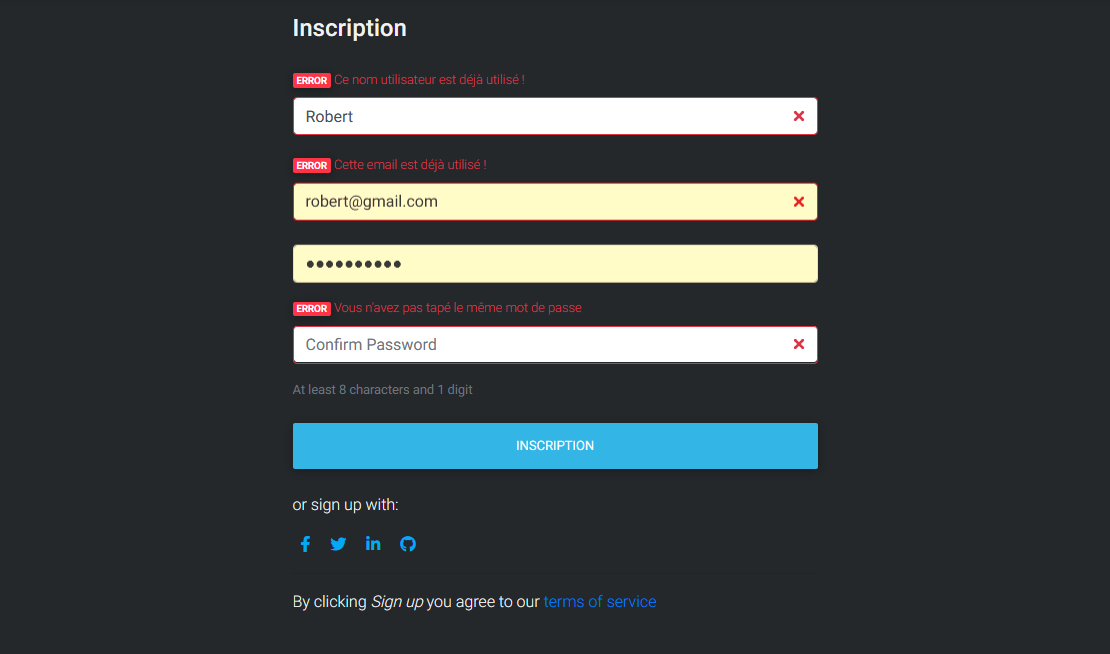 Inscription
ERROR Ce nom utilisateur est déjà utilisé !
Robert
ERROR Cette email est déjà utilisé !
robert@gmail.com
●●●●●●●●●●
ERROR Vous n'avez pas tapé le même mot de passe
Confirm Password
At least 8 characters and 1 digit
INSCRIPTION
or sign up with:
By clicking Sign up you agree to our terms of service